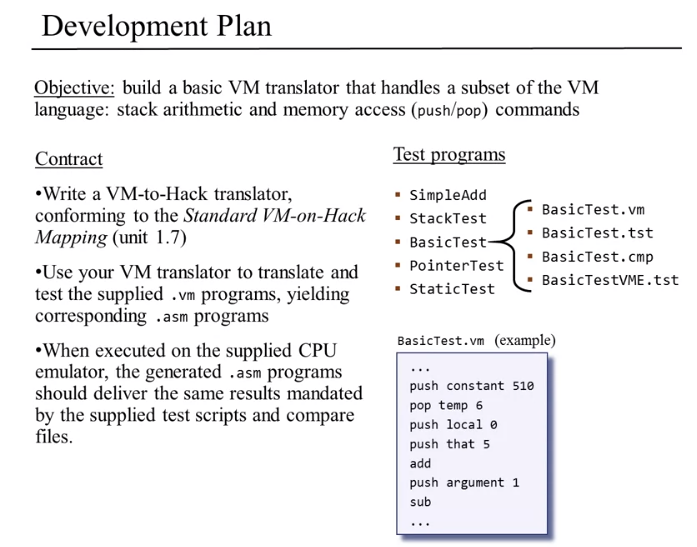 Development Plan
Objective: build a basic VM translator that handles a subset of the VM
language: stack arithmetic and memory access (push/pop) commands
Contract
•Write a VM-to-Hack translator,
conforming to the Standard VM-on-Hack
Mapping (unit 1.7)
•Use your VM translator to translate and
test the supplied .vm programs, yielding
corresponding .asm programs
•When executed on the supplied CPU
emulator, the generated .asm programs
should deliver the same results mandated
by the supplied test scripts and compare
files.
Test programs
▪ SimpleAdd
▪ StackTest
▪ BasicTest
▪ PointerTest
▪ StaticTest
▪ BasicTest.vm
▪ BasicTest.tst
▪ BasicTest.cmp
▪ BasicTestVME.tst
BasicTest.vm (example)
...
push constant 510
pop temp 6
push local 0
push that 5
add
push argument 1
sub
...